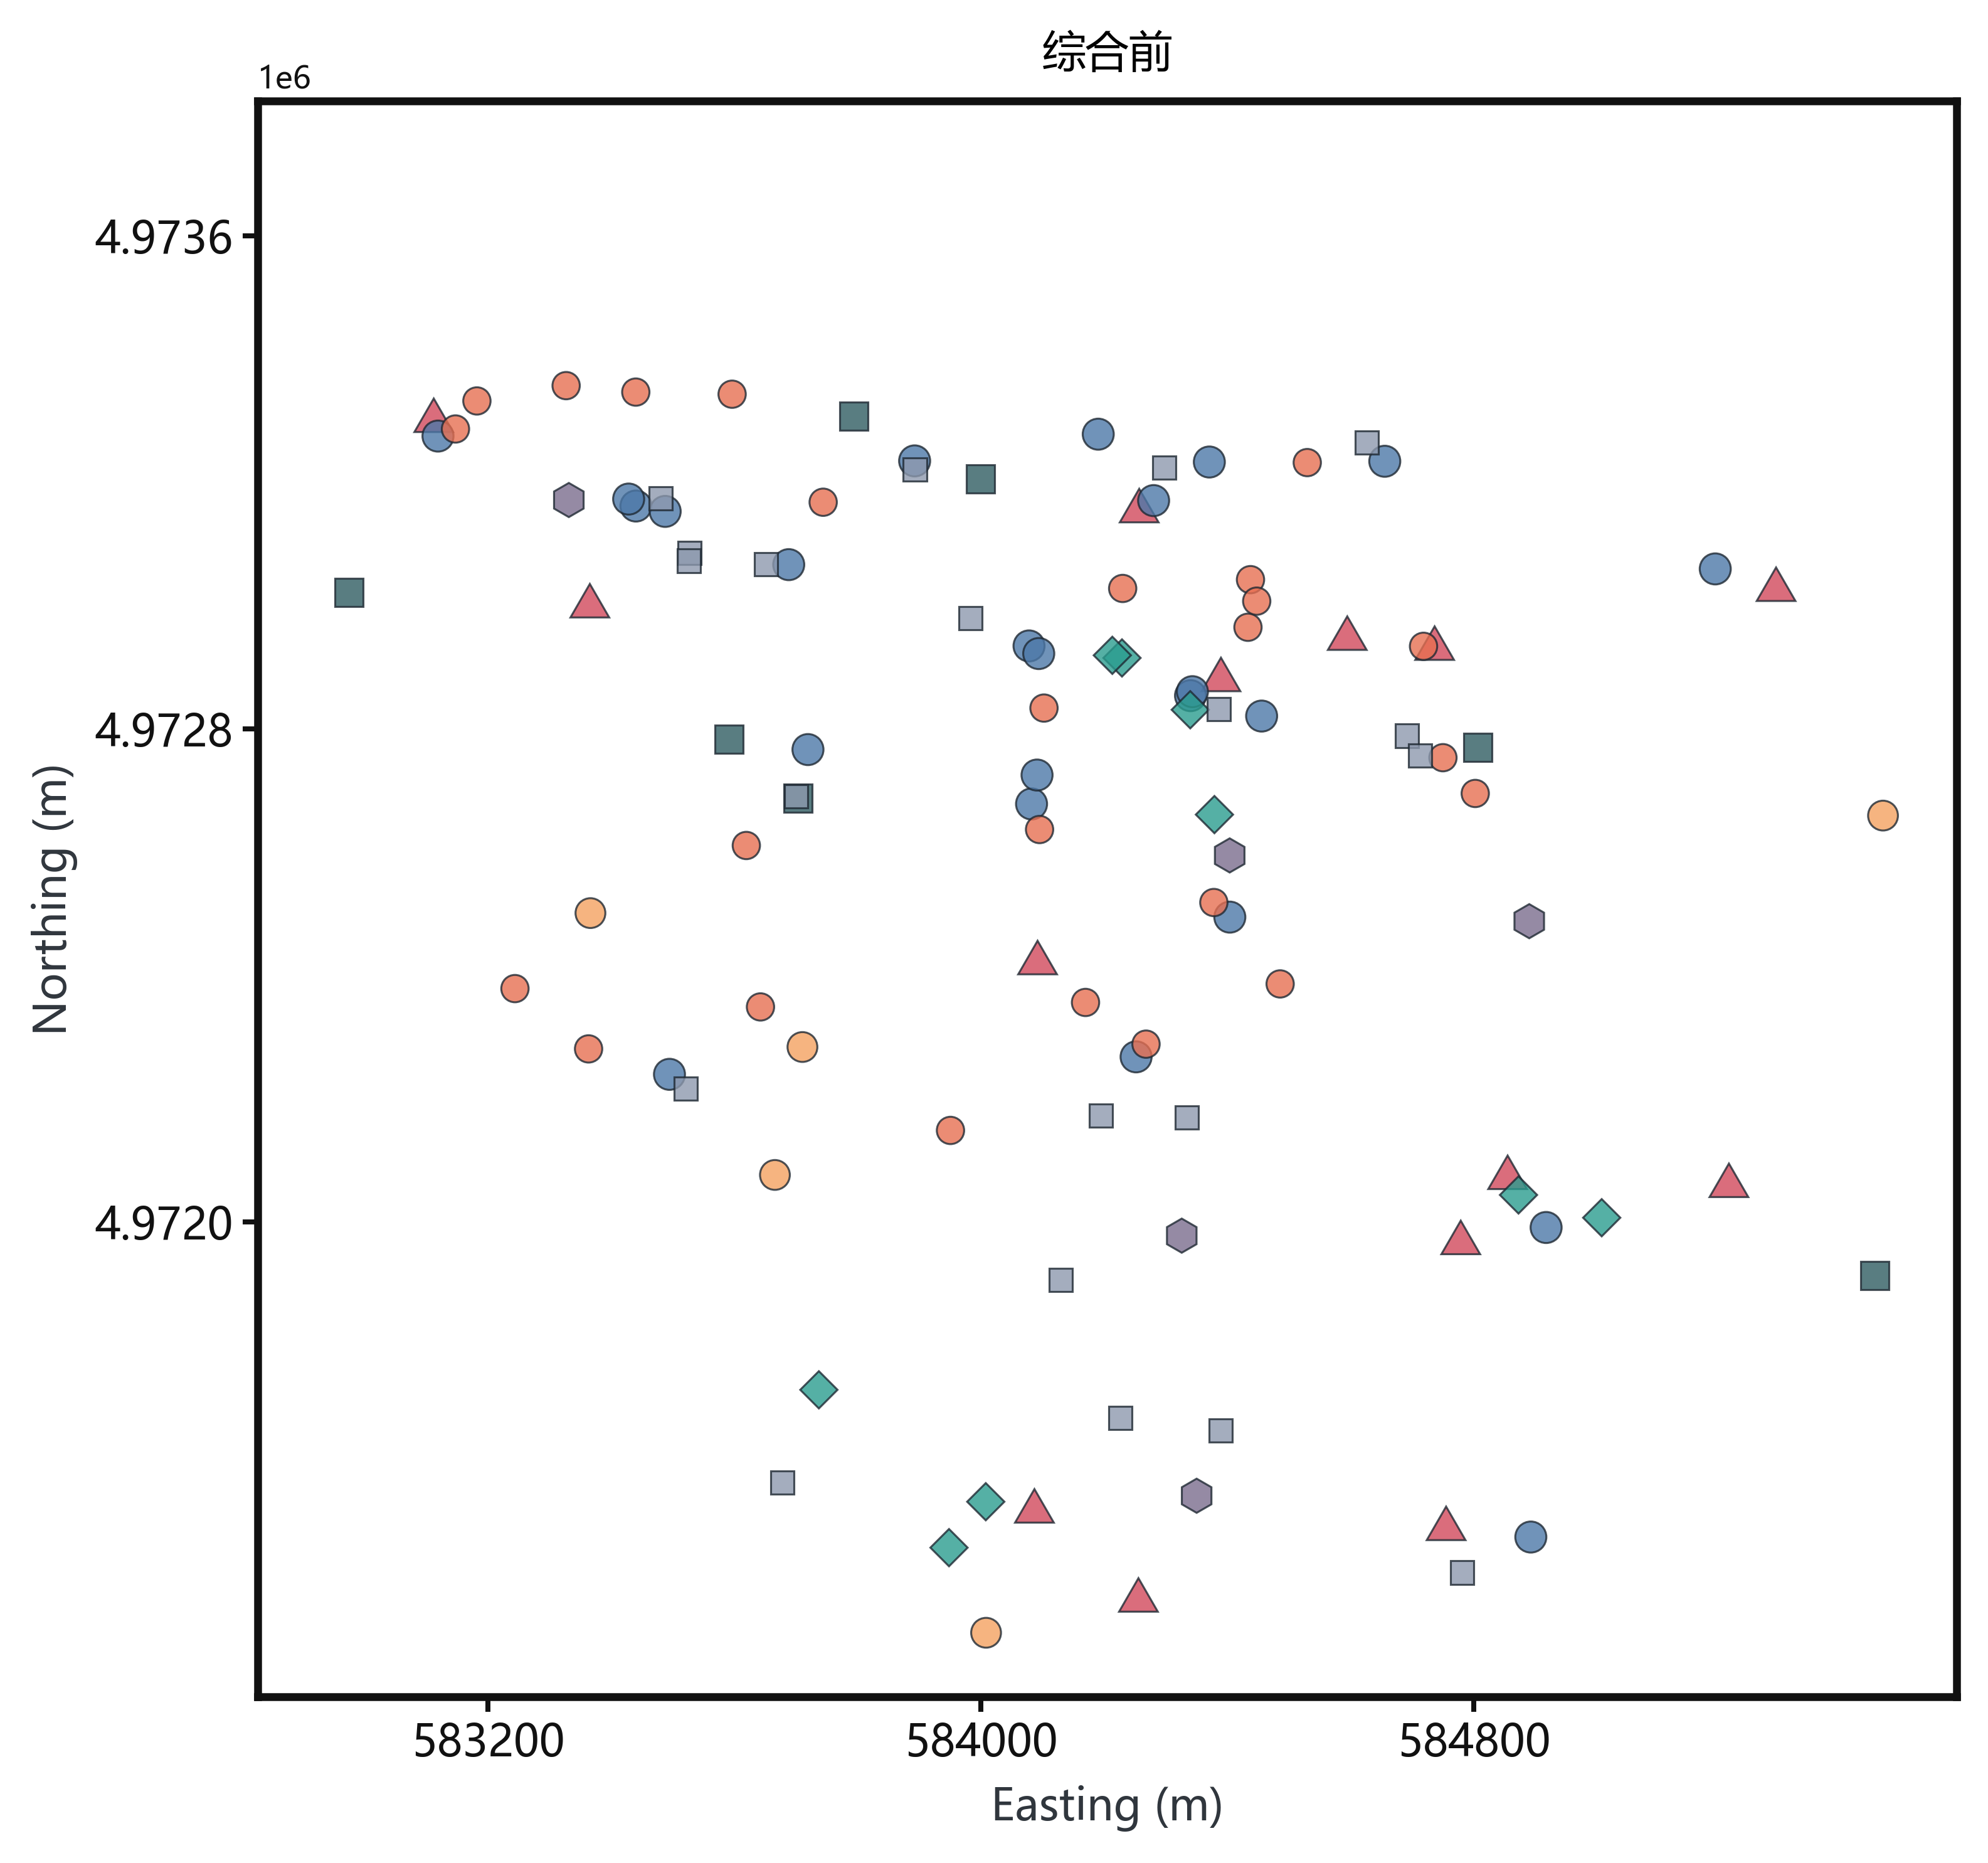 综合前
1e6
4.9736
4.9728
4.9720
Northing (m)
583200 584000 584800
Easting (m)